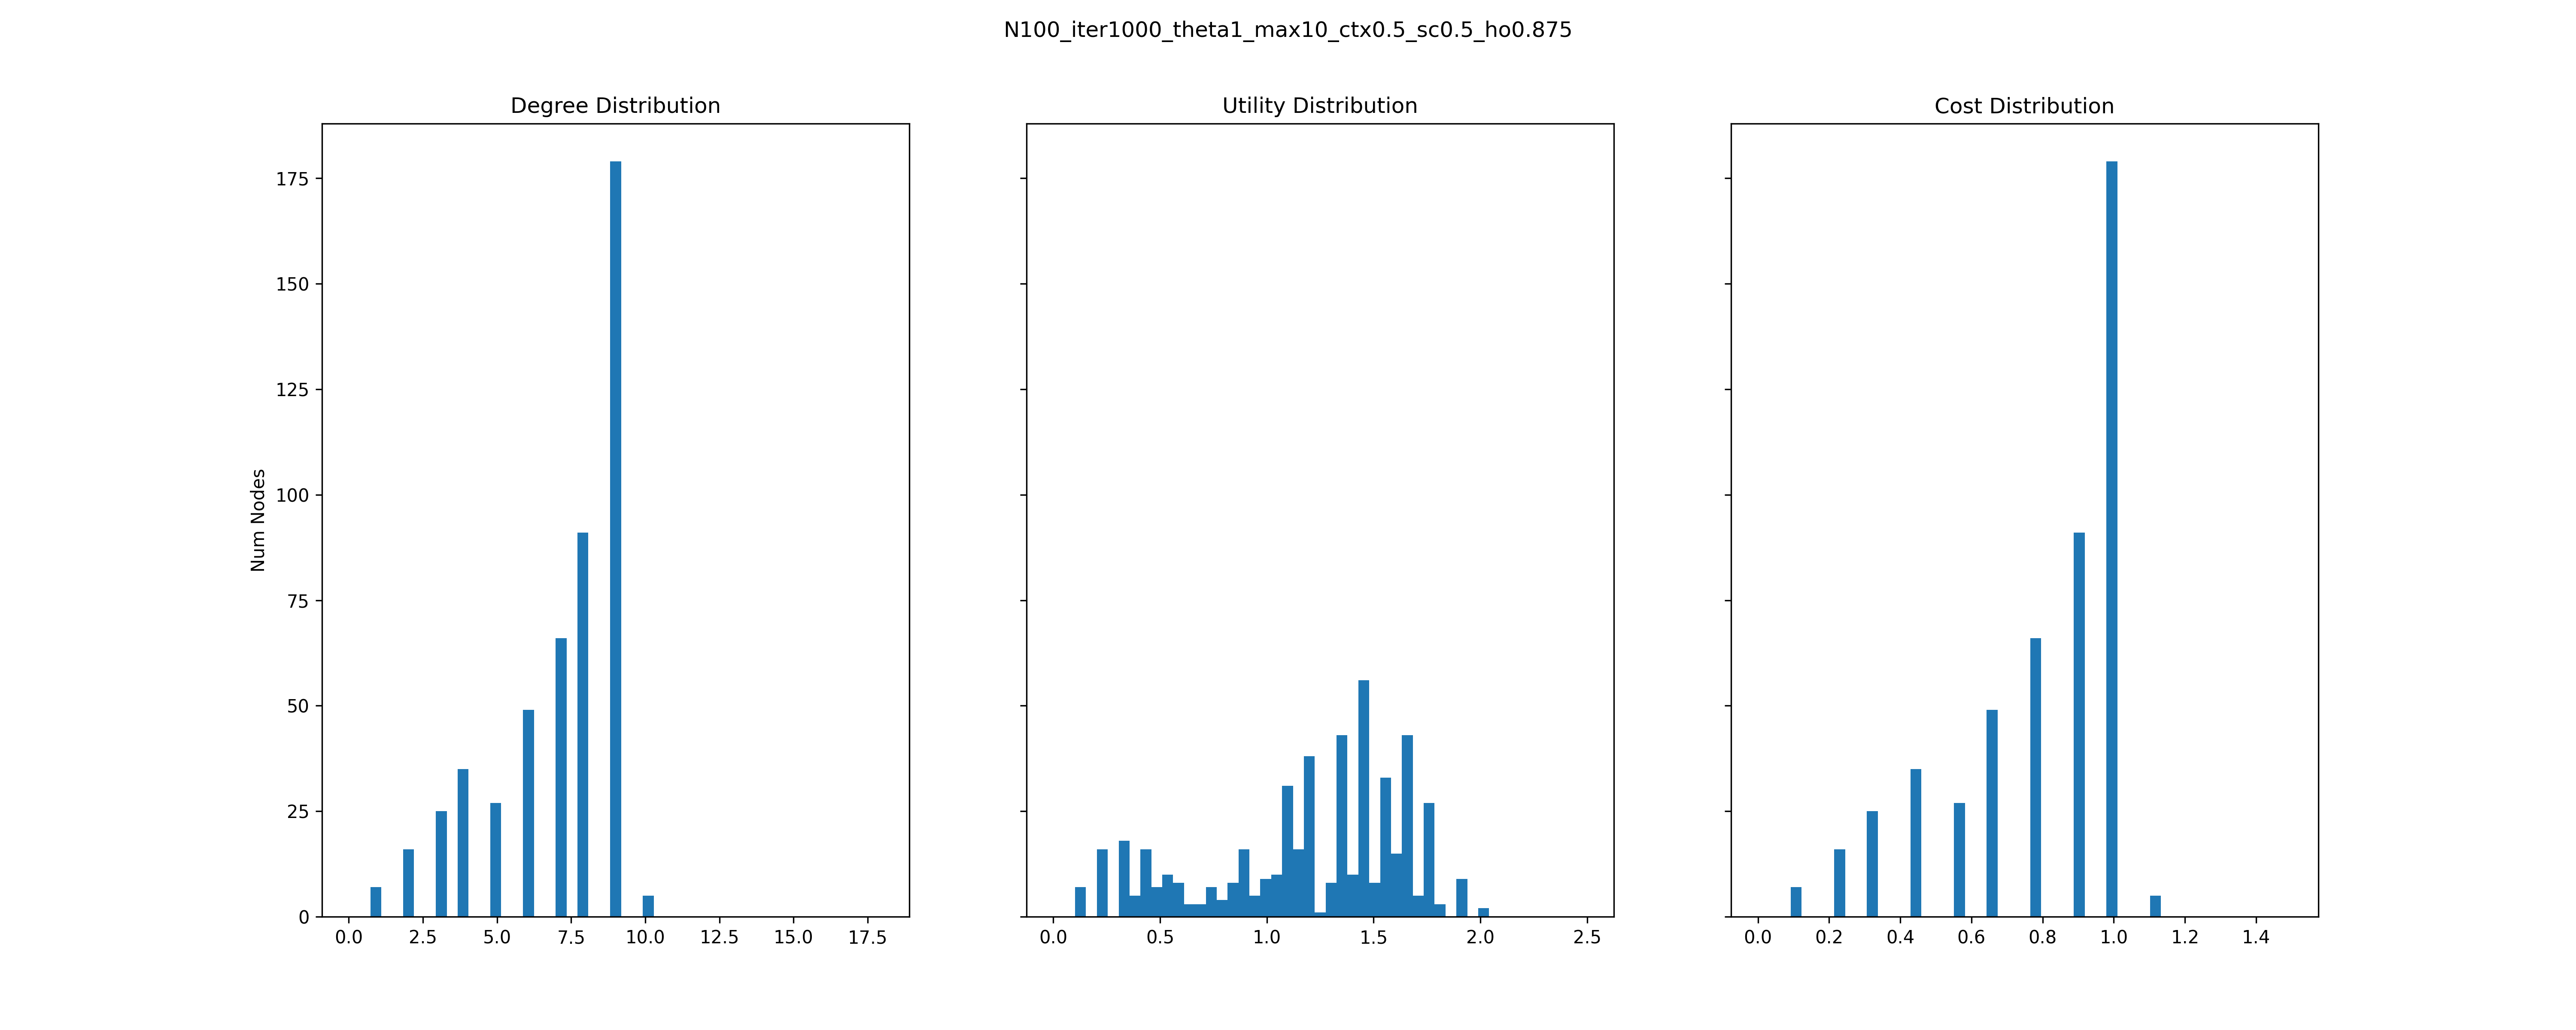 N100_iter1000_theta1_max10_ctx0.5_sc0.5_ho0.875
Degree Distribution
Utility Distribution
Cost Distribution
Num Nodes
175
150
125
100
75
50
25
0
0.0 2.5 5.0 7.5 10.0 12.5 15.0 17.5
0.0 0.5 1.0 1.5 2.0 2.5
0.0 0.2 0.4 0.6 0.8 1.0 1.2 1.4